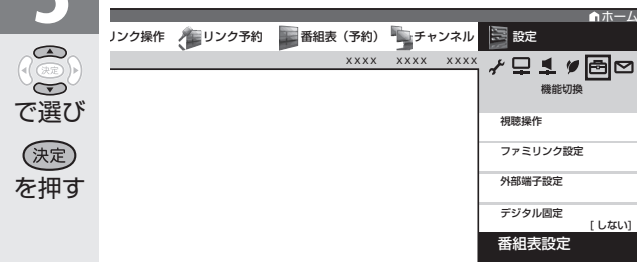 で選び
決定
を押す
ホーム
リンク操作 リンク予約 番組表（予約） チャンネル 設定
xxxx xxxx xxxx
機能切換
視聴操作
ファミリンク設定
外部端子設定
デジタル固定
[しない]
番組表設定